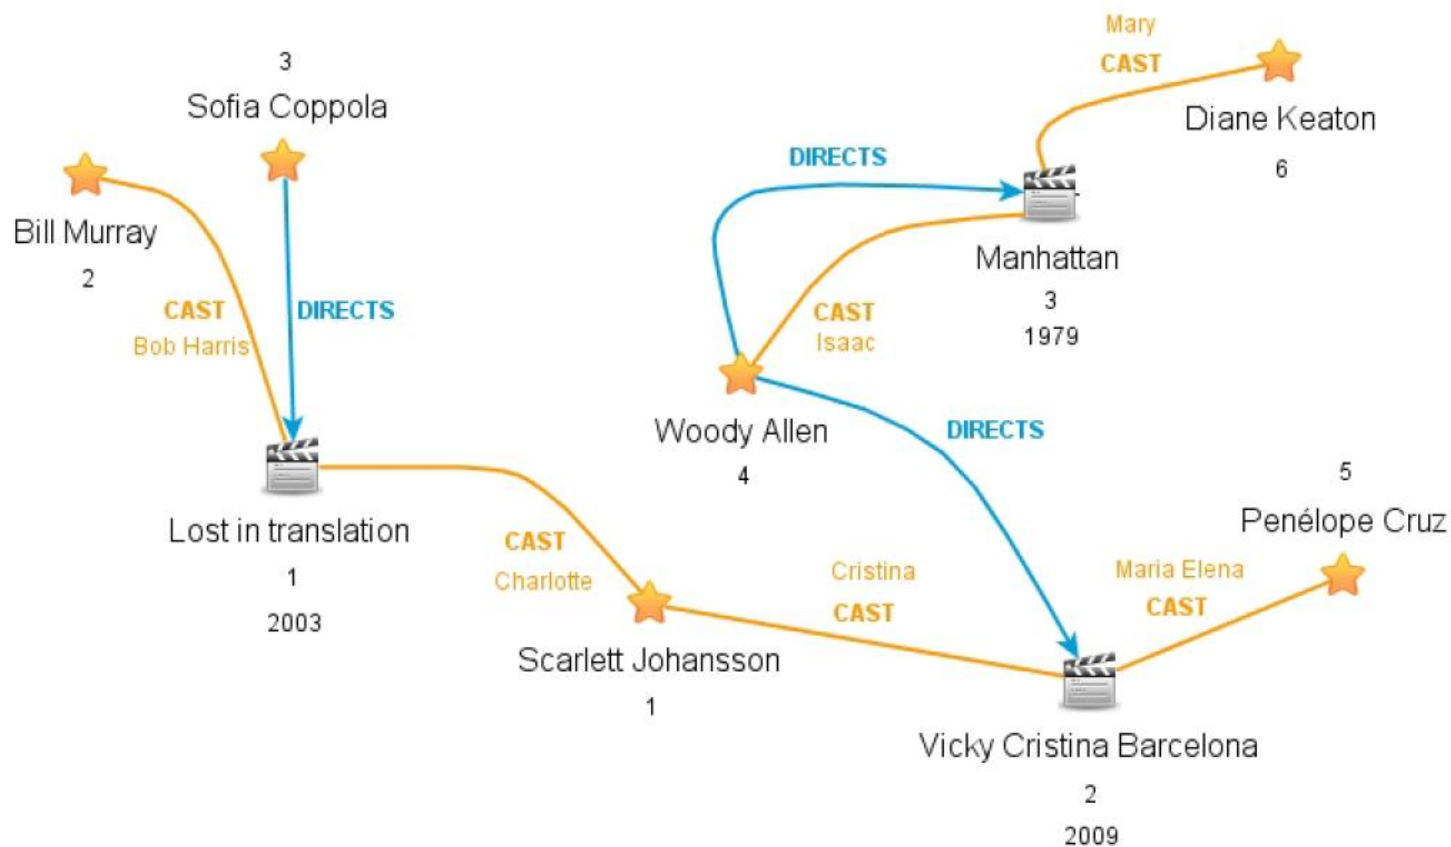 Mary
CAST
Diane Keaton
6
3
Sofia Coppola
Bill Murray
2
CAST
Bob Harris
DIRECTS
DIRECTS
Manhattan
3
1979
CAST
Isaac
Woody Allen
4
DIRECTS
Lost in translation
1
2003
CAST
Charlotte
Scarlett Johansson
1
Cristina
CAST
5
Penélope Cruz
Maria Elena
CAST
Vicky Cristina Barcelona
2
2009